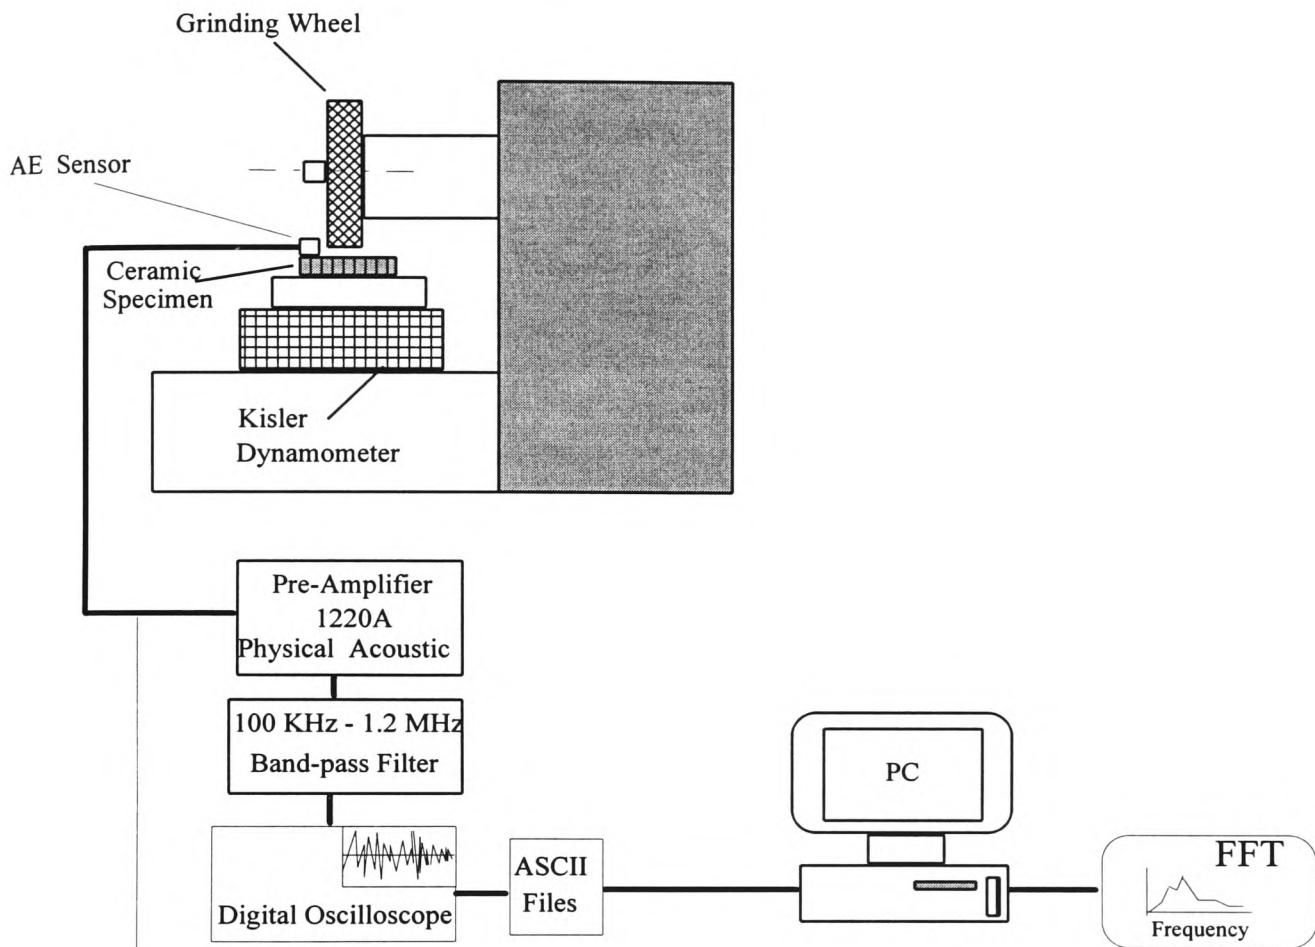 Grinding Wheel
AE Sensor
Ceramic
Specimen
Kisler
Dynamometer
Pre-Amplifier
1220A
Physical Acoustic
100 KHz - 1.2 MHz
Band-pass Filter
Digital Oscilloscope
ASCII
Files
PC
FFT
Frequency